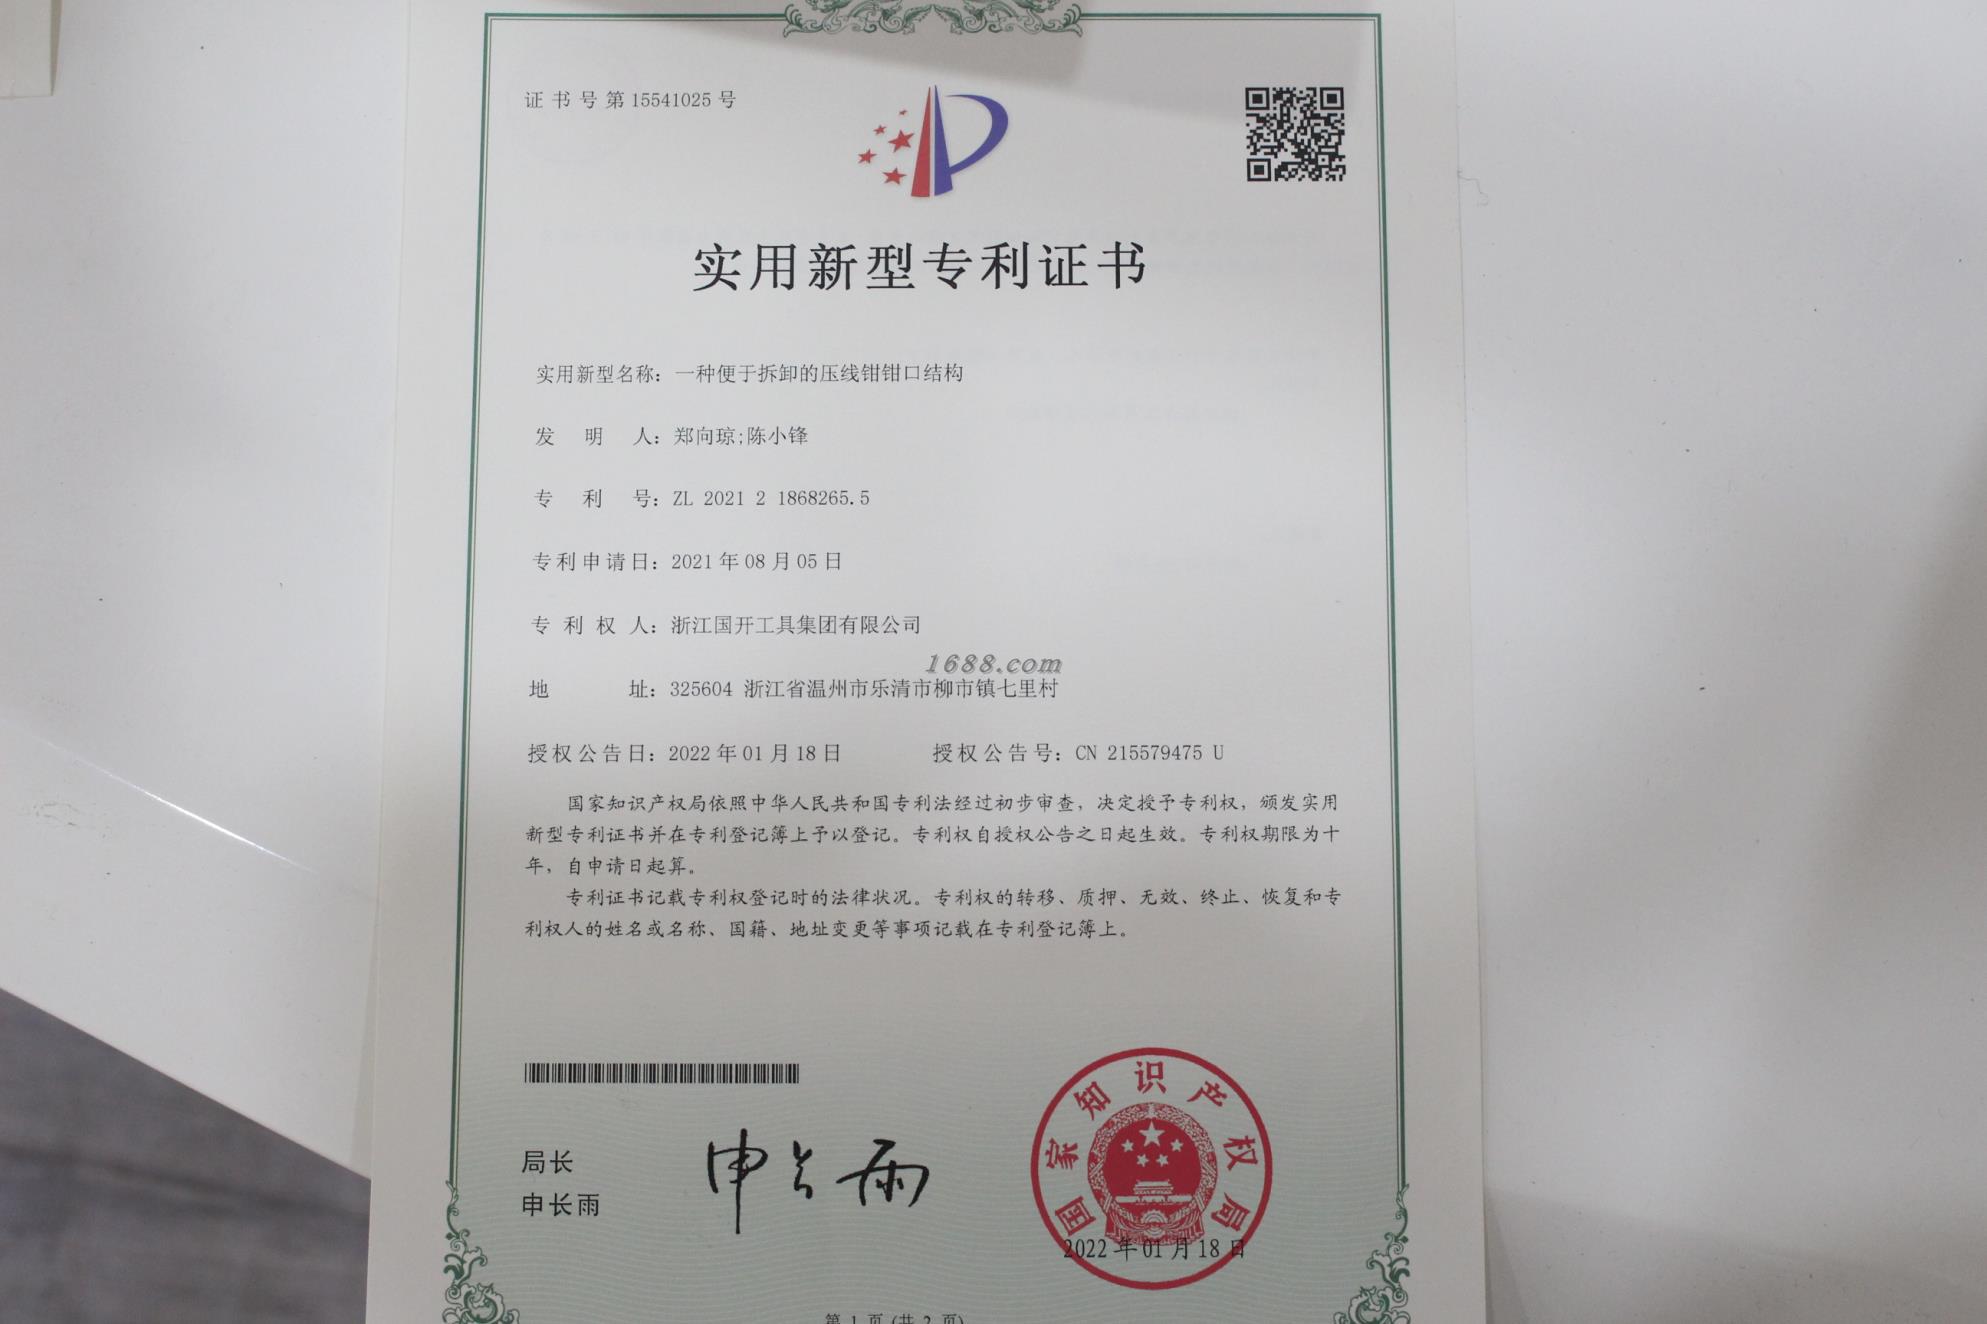 证书号第15541025号
实用新型专利证书
实用新型名称：一种便于拆卸的压线钳钳口结构
发明人：郑向琼;陈小锋
专利号：ZL 2021 2 1868265.5
专利申请日：2021年08月05日
专利权人：浙江国开工具集团有限公司
1688.com
地址：325604 浙江省温州市乐清市柳市镇七里村
授权公告日：2022年01月18日 授权公告号：CN 215579475 U
国家知识产权局依照中华人民共和国专利法经过初步审查，决定授予专利权，颁发实用
新型专利证书并在专利登记簿上予以登记。专利权自授权公告之日起生效。专利权期限为十
年，自申请日起算。
专利证书记载专利权登记时的法律状况。专利权的转移、质押、无效、终止、恢复和专
利权人的姓名或名称、国籍、地址变更等事项记载在专利登记簿上。
局长
申长雨
申长雨
国家知识产权局
2022年01月18日
第1页(共2页)